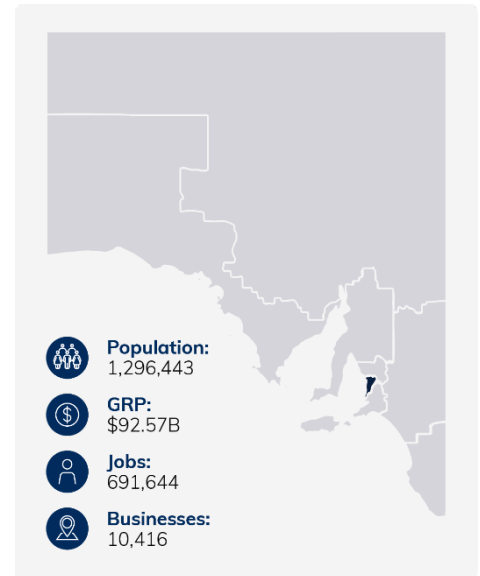 Population:
1,296,443
GRP:
$
$92.57B
Jobs:
691,644
Businesses:
10,416